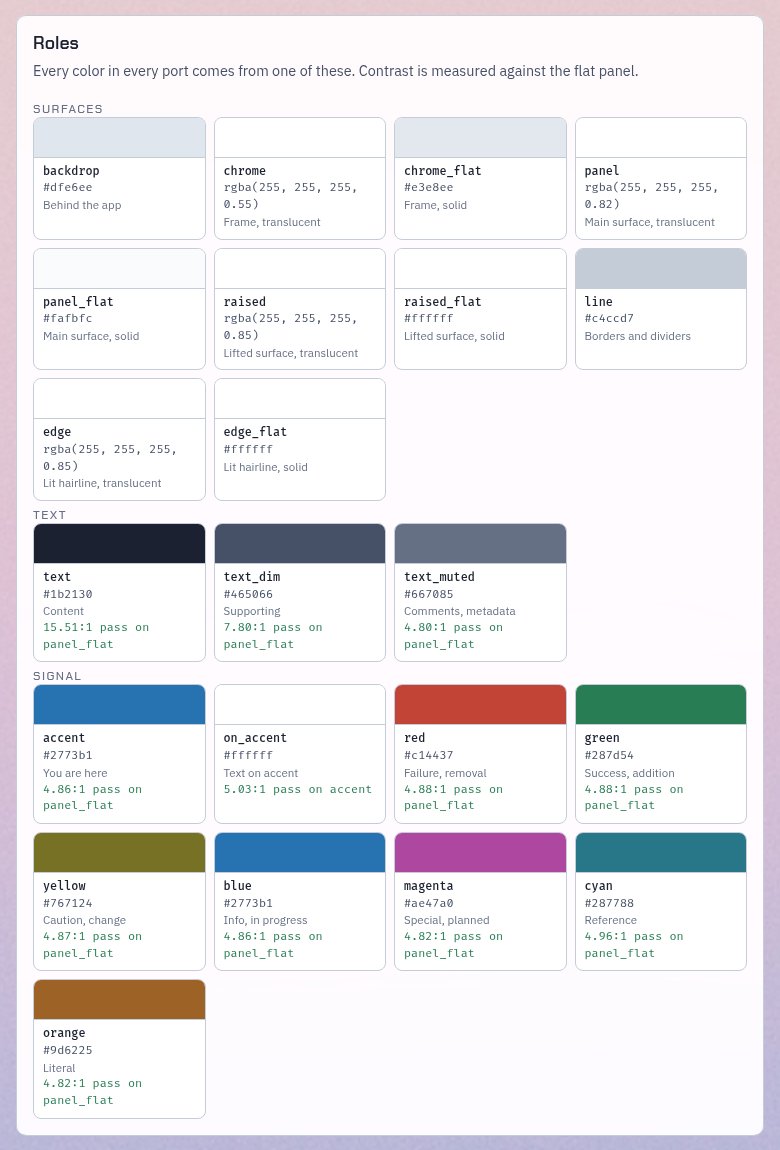 Roles
Every color in every port comes from one of these. Contrast is measured against the flat panel.
SURFACES
backdrop
#dfe6ee
Behind the app
chrome
rgba(255, 255, 255,
0.55)
Frame, translucent
chrome_flat
#e3e8ee
Frame, solid
panel
rgba(255, 255, 255,
0.82)
Main surface, translucent
panel_flat
#fafbfc
Main surface, solid
raised
rgba(255, 255, 255,
0.85)
Lifted surface, translucent
raised_flat
#ffffff
Lifted surface, solid
line
#c4ccd7
Borders and dividers
edge
rgba(255, 255, 255,
0.85)
Lit hairline, translucent
edge_flat
#ffffff
Lit hairline, solid
TEXT
text
#1b2130
Content
15.51:1 pass on
panel_flat
text_dim
#465066
Supporting
7.80:1 pass on
panel_flat
text_muted
#667085
Comments, metadata
4.80:1 pass on
panel_flat
SIGNAL
accent
#2773b1
You are here
4.86:1 pass on
panel_flat
on_accent
#ffffff
Text on accent
5.03:1 pass on accent
red
#c14437
Failure, removal
4.88:1 pass on
panel_flat
green
#287d54
Success, addition
4.88:1 pass on
panel_flat
yellow
#767124
Caution, change
4.87:1 pass on
panel_flat
blue
#2773b1
Info, in progress
4.86:1 pass on
panel_flat
magenta
#ae47a0
Special, planned
4.82:1 pass on
panel_flat
cyan
#287788
Reference
4.96:1 pass on
panel_flat
orange
#9d6225
Literal
4.82:1 pass on
panel_flat